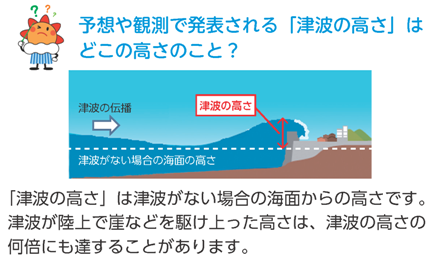 予想や観測で発表される「津波の高さ」は
どこの高さのこと？
津波の伝播
津波の高さ
津波がない場合の海面の高さ
「津波の高さ」は津波がない場合の海面からの高さです。
津波が陸上で崖などを駆け上った高さは、津波の高さの
何倍にも達することがあります。